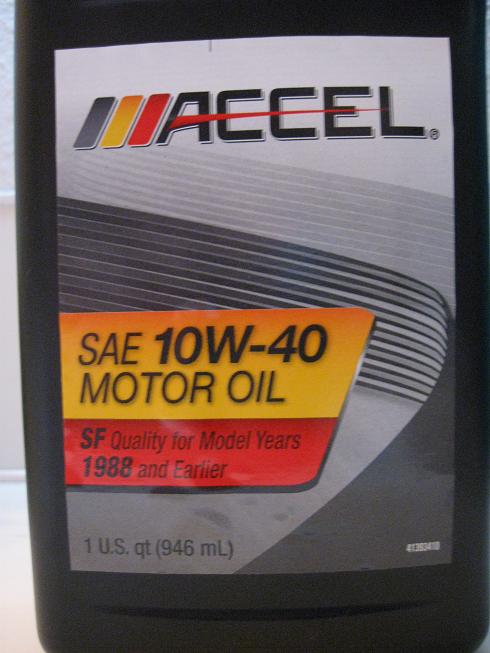 ACCEL®
SAE 10W-40
MOTOR OIL
SF Quality for Model Years
1988 and Earlier
1 U.S. qt (946 mL)